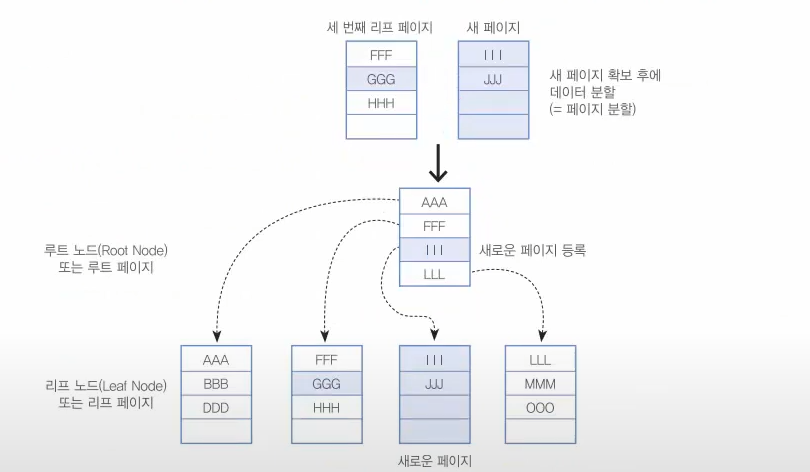 세 번째 리프 페이지
새 페이지
FFF
GGG
HHH
III
JJJ
새 페이지 확보 후에
데이터 분할
(= 페이지 분할)
AAA
FFF
III
LLL
루트 노드(Root Node)
또는 루트 페이지
새로운 페이지 등록
리프 노드(Leaf Node)
또는 리프 페이지
AAA
BBB
DDD
FFF
GGG
HHH
III
JJJ
LLL
MMM
OOO
새로운 페이지